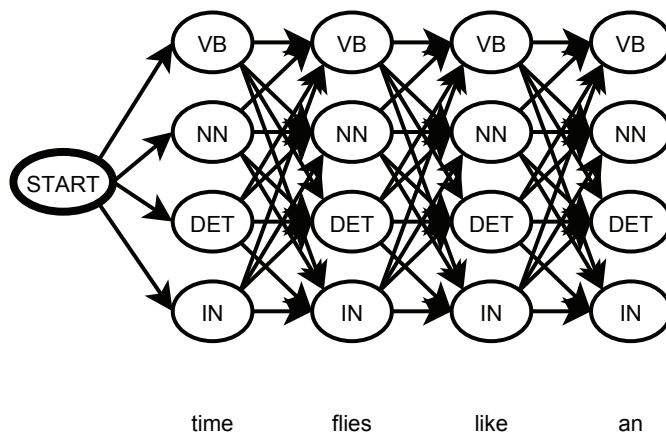 VB VB VB VB
NN NN NN NN
START
DET DET DET DET
IN IN IN IN
time flies like an